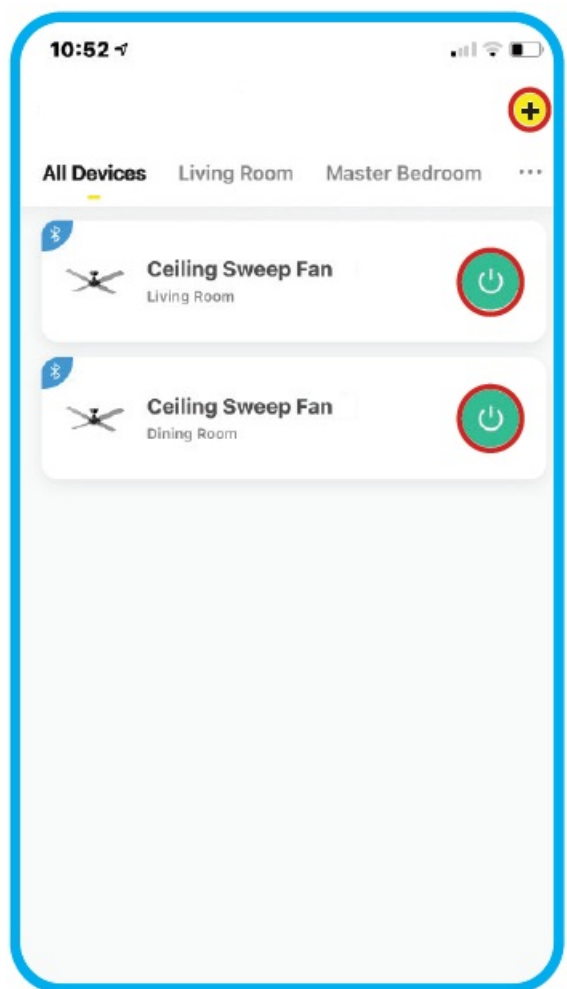 10:52
+
All Devices Living Room Master Bedroom ...
Ceiling Sweep Fan
Living Room
Ceiling Sweep Fan
Dining Room